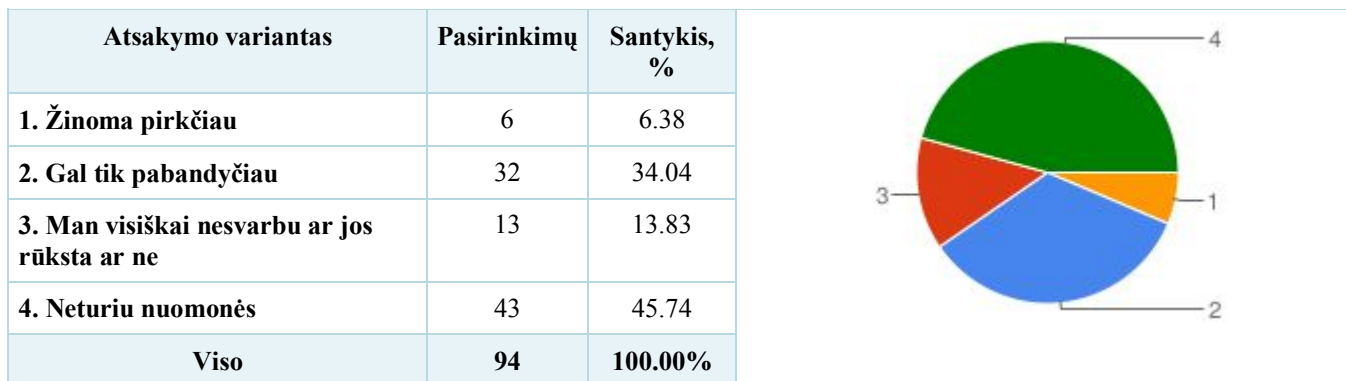 Atsakymo variantas Pasirinkimų Santykis,
%
1. Žinoma pirkčiau 6 6.38
2. Gal tik pabandyčiau 32 34.04
3. Man visiškai nesvarbu ar jos 13 13.83
rūksta ar ne
4. Neturiu nuomonės 43 45.74
Viso 94 100.00%
4
3
1
2